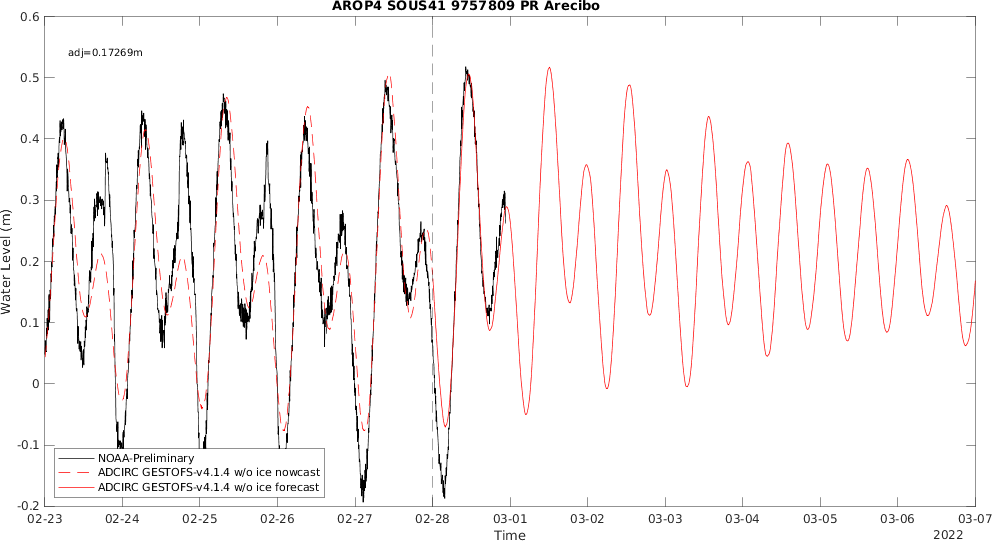 AROP4 SOUS41 9757809 PR Arecibo
adj=0.17269m
Water Level (m)
0.6
0.5
0.4
0.3
0.2
0.1
0
-0.1
-0.2
NOAA-Preliminary
ADCIRC GESTOFS-v4.1.4 w/o ice nowcast
ADCIRC GESTOFS-v4.1.4 w/o ice forecast
02-23 02-24 02-25 02-26 02-27 02-28 03-01 03-02 03-03 03-04 03-05 03-06 03-07
Time
2022